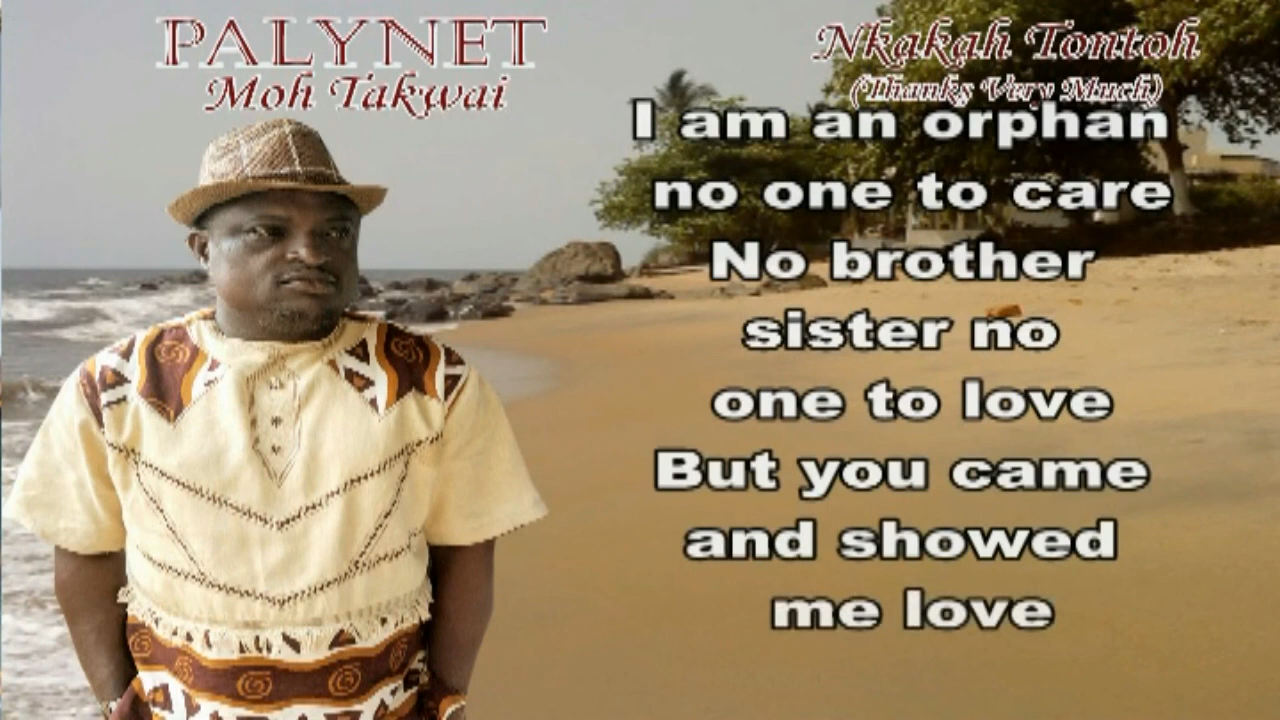 PALYNET
Moh Takwai
Nkakah Tontoh
(Thanks Very Much)
I am an orphan
no one to care
No brother
sister no
one to love
But you came
and showed
me love